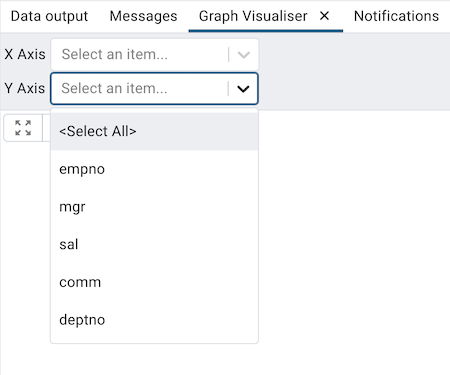 Data output Messages Graph Visualiser × Notifications
X Axis Select an item...
Y Axis Select an item...
<Select All>
empno
mgr
sal
comm
deptno